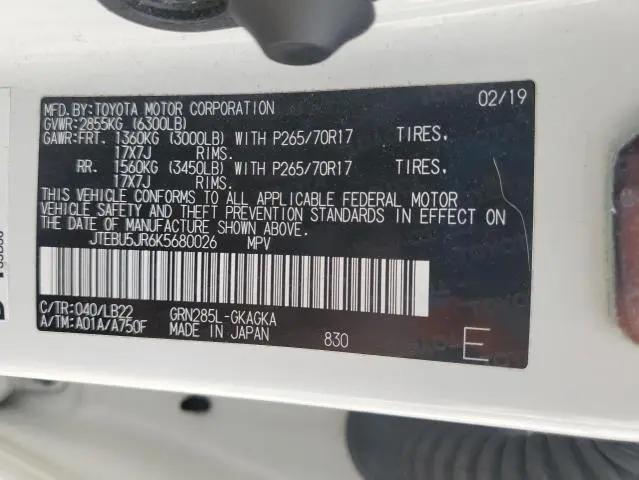 MFD.BY:TOYOTA MOTOR CORPORATION 02/19
GVWR:2855KG (6300LB)
GAWR:FRT. 1360KG (3000LB) WITH P265/70R17 TIRES.
17X7J RIMS.
RR. 1560KG (3450LB) WITH P265/70R17 TIRES.
17X7J RIMS.
THIS VEHICLE CONFORMS TO ALL APPLICABLE FEDERAL MOTOR
VEHICLE SAFETY AND THEFT PREVENTION STANDARDS IN EFFECT ON
THE DATE OF MANUFACTURE SHOWN ABOVE.
JTEBU5JR6K5680026 MPV
C/TR:040/LB22 GRN285L-GKAGKA
A/TM:A01A/A750F MADE IN JAPAN 830 E